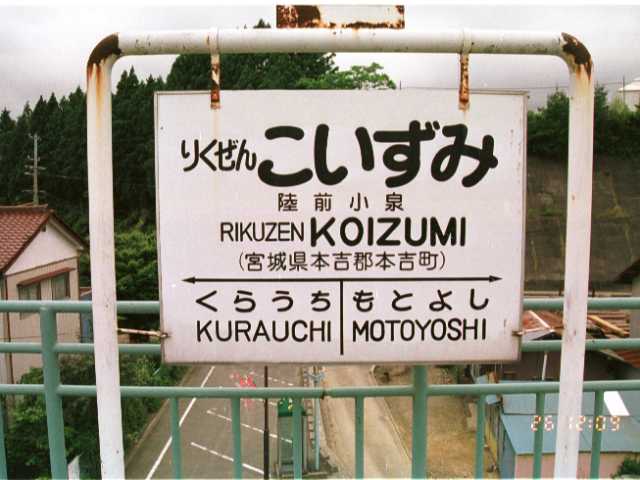 りくぜん こいずみ
陸前小泉
RIKUZEN KOIZUMI
(宮城県本吉郡本吉町)
くらうち もとよし
KURAUCHI MOTOYOSHI
26 12:09